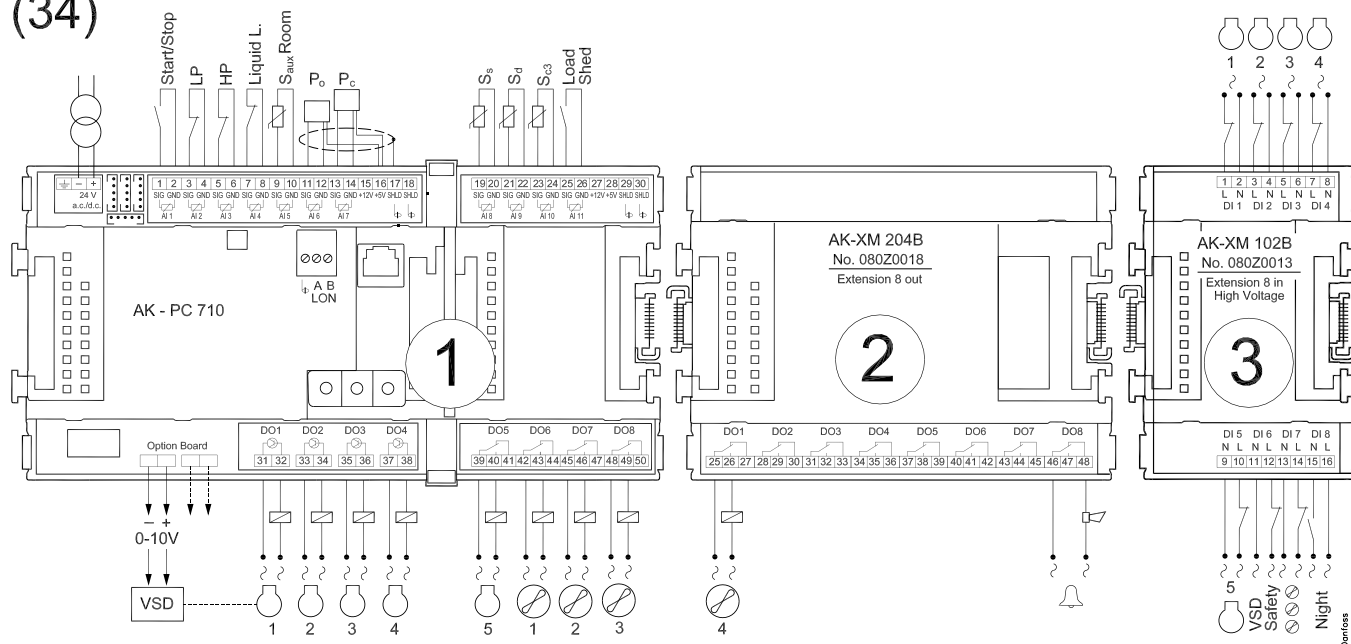 (34)
Start/Stop
LP
HP
Liquid L.
Saux Room
Po
Pc
Ss
Sd
Sc3
Load
Shed
1 2 3 4
− +
24 V
a.c./d.c.
1 2 3 4 5 6 7 8 9 10 11 12 13 14 15 16 17 18
SIG GND SIG GND SIG GND SIG GND SIG GND SIG GND SIG GND +12V +5V SHLD SHLD
AI 1 AI 2 AI 3 AI 4 AI 5 AI 6 AI 7
19 20 21 22 23 24 25 26 27 28 29 30
SIG GND SIG GND SIG GND SIG GND +12V +5V SHLD SHLD
AI 8 AI 9 AI 10 AI 11
1 2 3 4 5 6 7 8
L N L N L N L N
DI 1 DI 2 DI 3 DI 4
AK - PC 710
A B
LON
1
AK-XM 204B
No. 080Z0018
Extension 8 out
2
AK-XM 102B
No. 080Z0013
Extension 8 in
High Voltage
3
Option Board
DO1 DO2 DO3 DO4
31 32 33 34 35 36 37 38
DO5 DO6 DO7 DO8
39 40 41 42 43 44 45 46 47 48 49 50
DO1 DO2 DO3 DO4 DO5 DO6 DO7 DO8
25 26 27 28 29 30 31 32 33 34 35 36 37 38 39 40 41 42 43 44 45 46 47 48
DI 5 DI 6 DI 7 DI 8
N L N L N L N L
9 10 11 12 13 14 15 16
− +
0-10V
VSD
1 2 3 4
5 1 2 3
4
5
VSD
Safety
Night
Danfoss